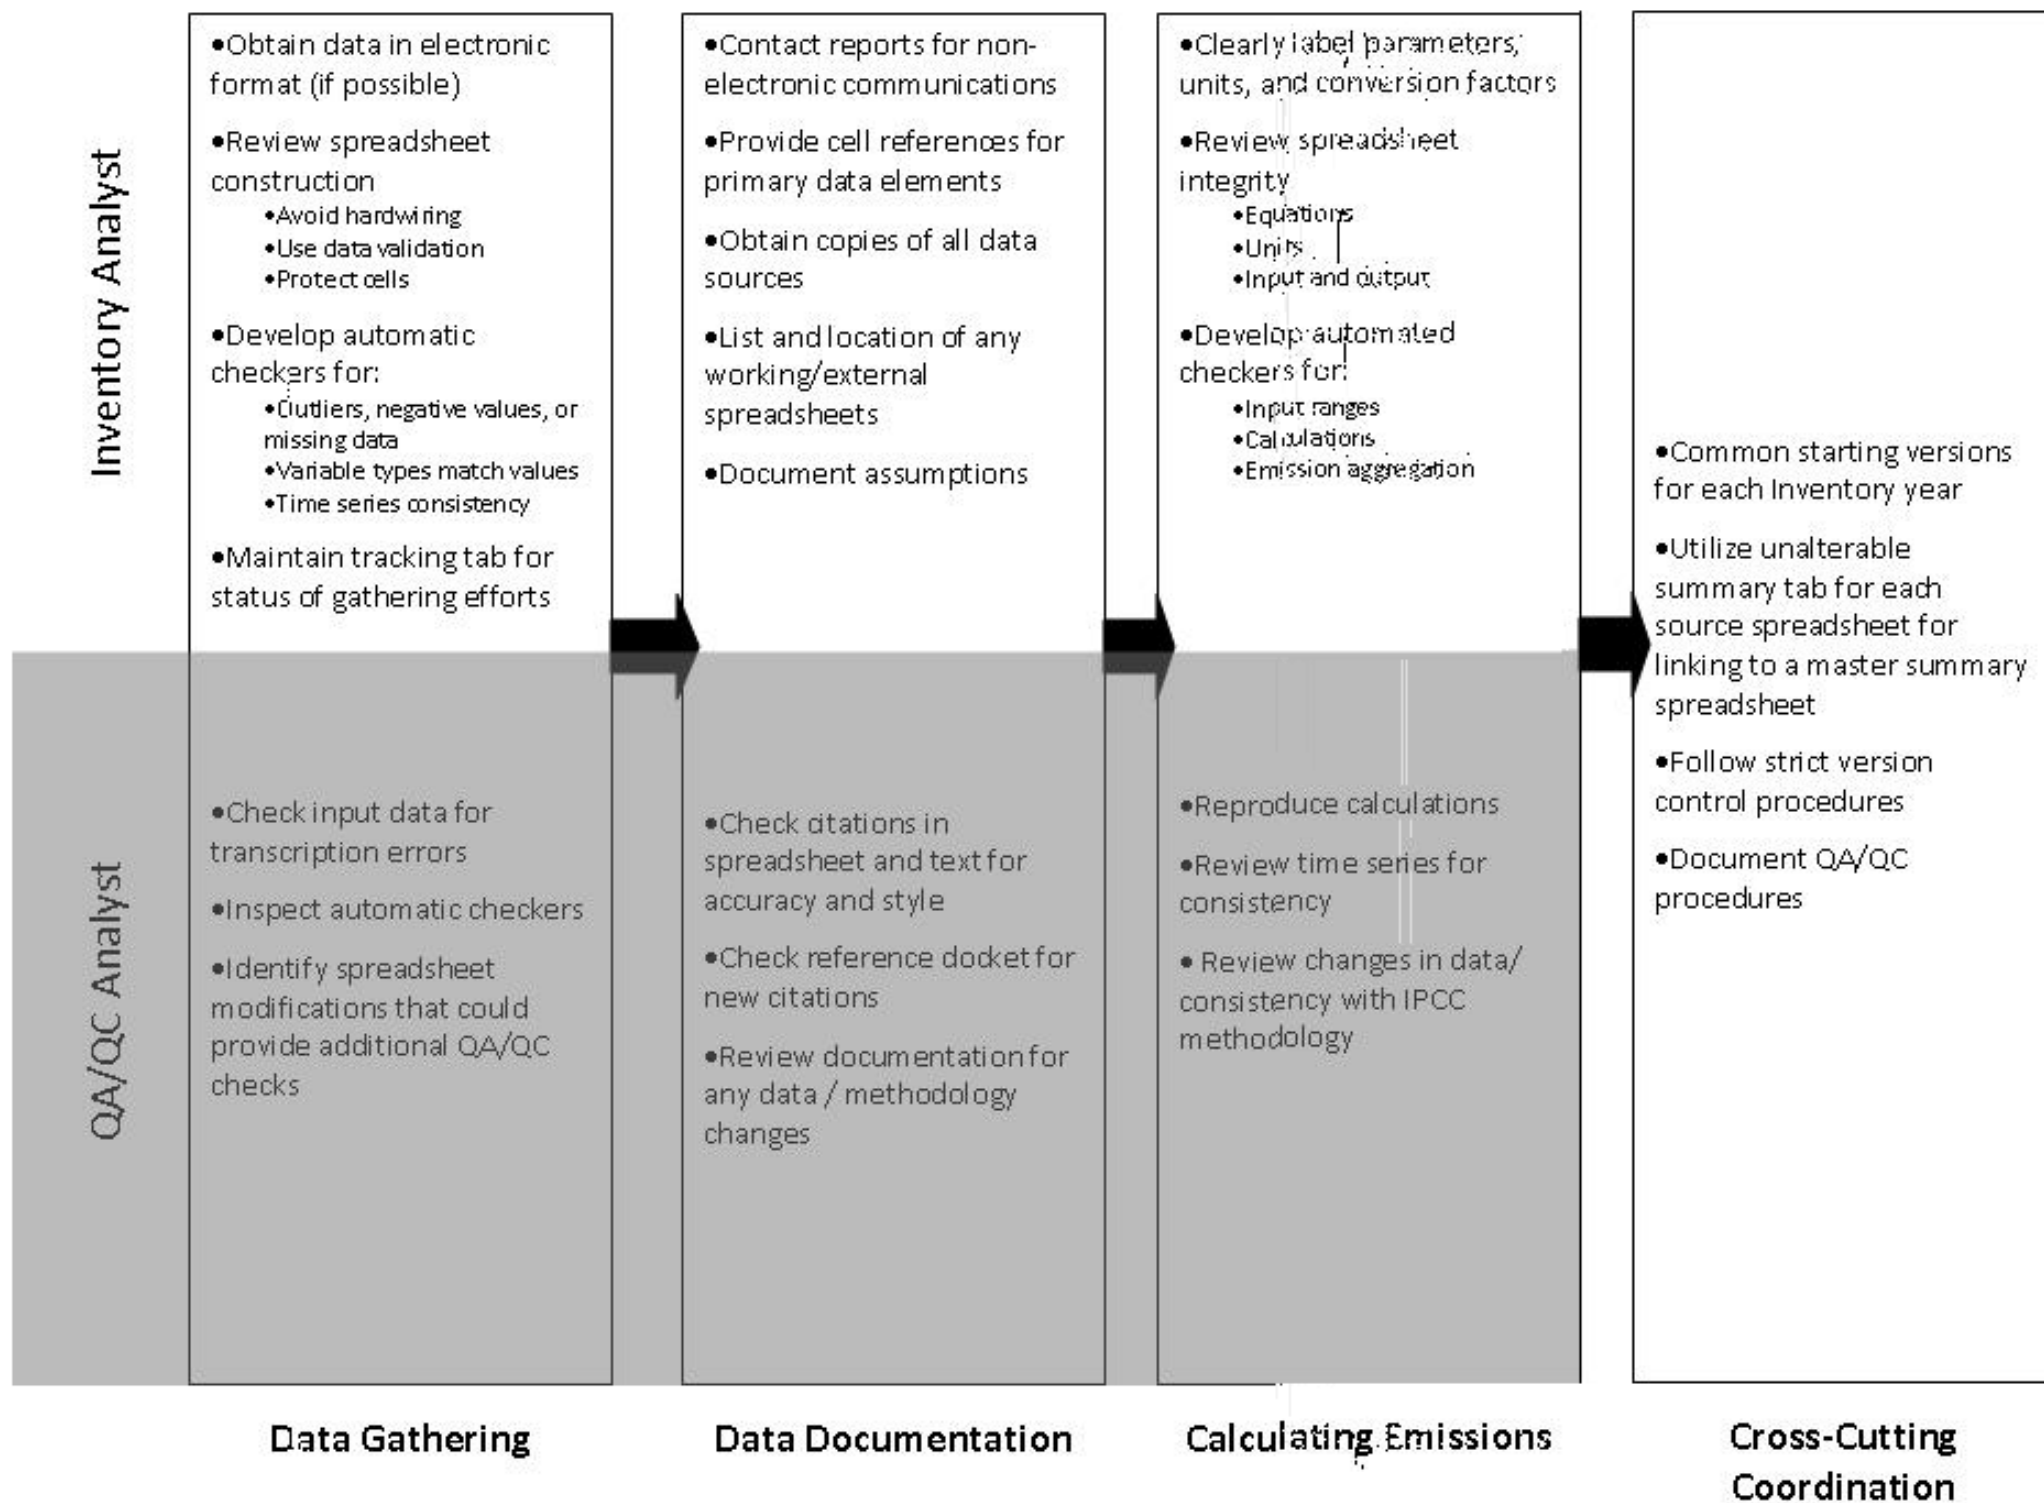 Inventory Analyst
•Obtain data in electronic
format (if possible)
•Review spreadsheet
construction
•Avoid hardwiring
•Use data validation
•Protect cells
•Develop automatic
checkers for:
•Outliers, negative values, or
missing data
•Variable types match values
•Time series consistency
•Maintain tracking tab for
status of gathering efforts
•Contact reports for non-
electronic communications
•Provide cell references for
primary data elements
•Obtain copies of all data
sources
•List and location of any
working/external
spreadsheets
•Document assumptions
•Clearly label parameters,
units, and conversion factors
•Review spreadsheet
integrity
•Equations
•Units
•Input and output
•Develop automated
checkers for:
•Input ranges
•Calculations
•Emission aggregation
QA/QC Analyst
•Check input data for
transcription errors
•Inspect automatic checkers
•Identify spreadsheet
modifications that could
provide additional QA/QC
checks
•Check citations in
spreadsheet and text for
accuracy and style
•Check reference docket for
new citations
•Review documentation for
any data / methodology
changes
•Reproduce calculations
•Review time series for
consistency
• Review changes in data/
consistency with IPCC
methodology
•Common starting versions
for each Inventory year
•Utilize unalterable
summary tab for each
source spreadsheet for
linking to a master summary
spreadsheet
•Follow strict version
control procedures
•Document QA/QC
procedures
Data Gathering
Data Documentation
Calculating Emissions
Cross-Cutting
Coordination